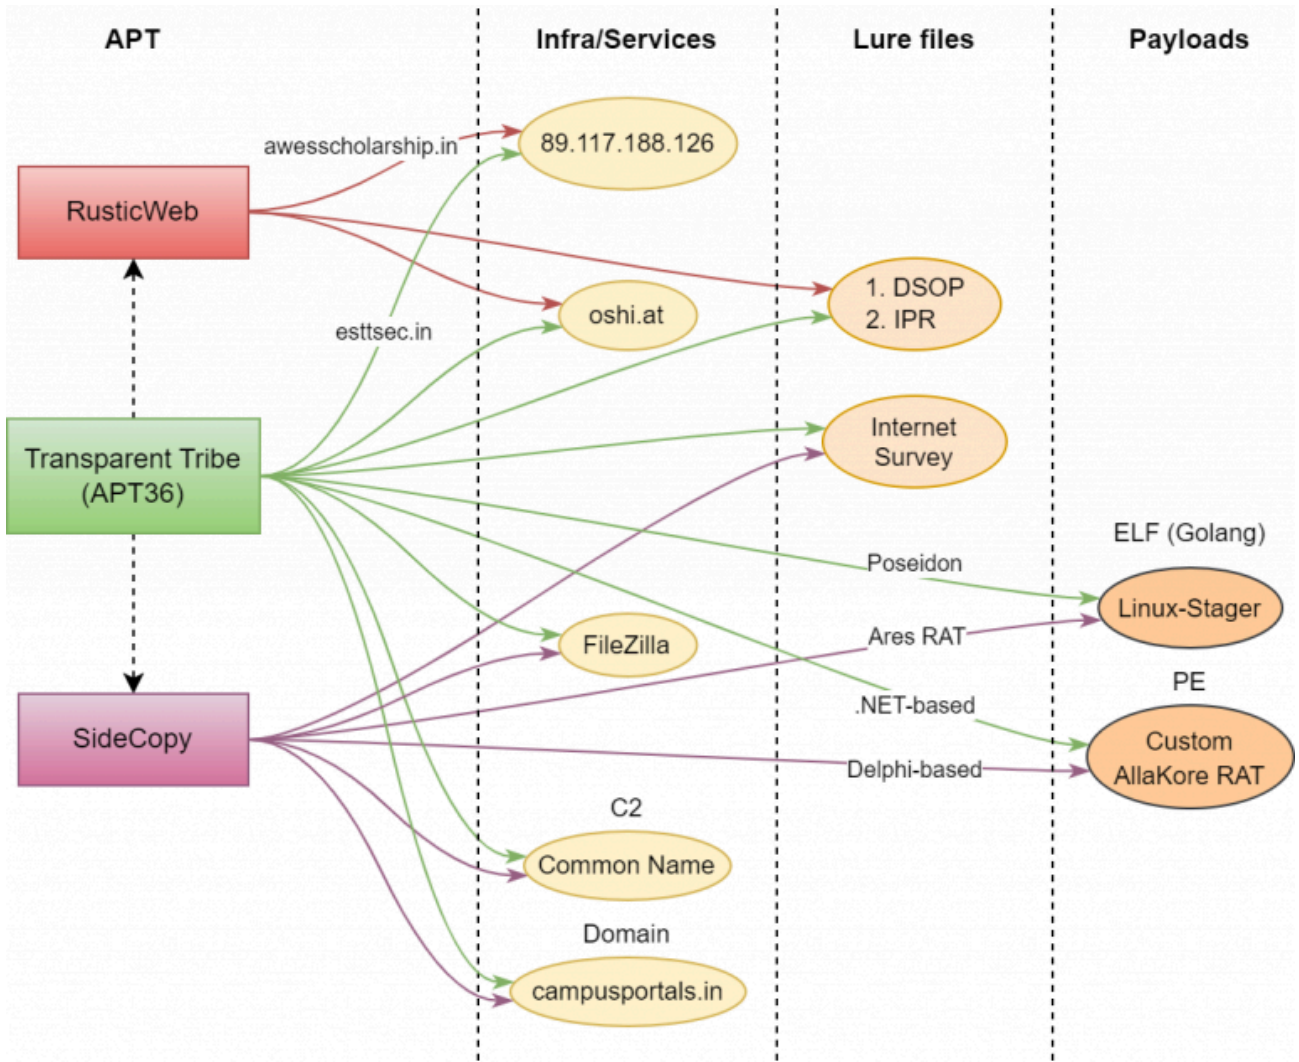 APT
Infra/Services
Lure files
Payloads
awesscholarship.in
89.117.188.126
RusticWeb
1. DSOP
2. IPR
oshi.at
esttsec.in
Transparent Tribe
(APT36)
Internet
Survey
ELF (Golang)
Poseidon
Linux-Stager
Ares RAT
FileZilla
PE
.NET-based
SideCopy
Custom
AllaKore RAT
Delphi-based
C2
Common Name
Domain
campusportals.in